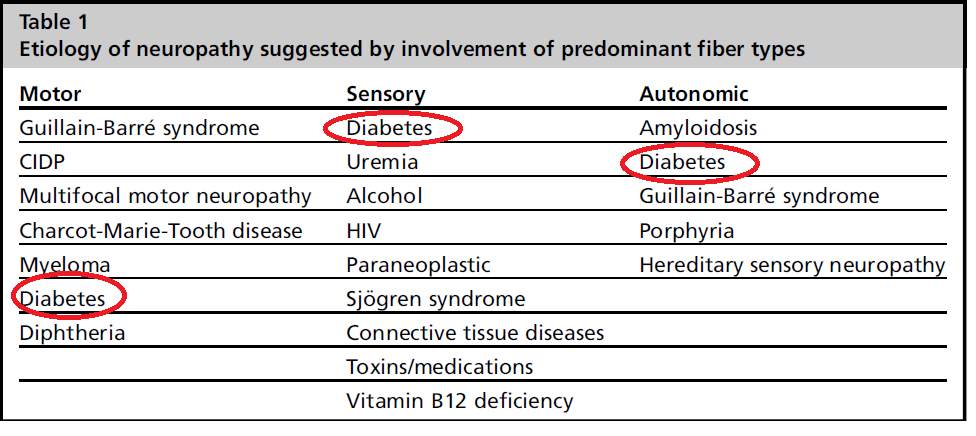 Table 1
Etiology of neuropathy suggested by involvement of predominant fiber types
Motor Sensory Autonomic
Guillain-Barré syndrome Diabetes Amyloidosis
CIDP Uremia Diabetes
Multifocal motor neuropathy Alcohol Guillain-Barré syndrome
Charcot-Marie-Tooth disease HIV Porphyria
Myeloma Paraneoplastic Hereditary sensory neuropathy
Diabetes Sjögren syndrome
Diphtheria Connective tissue diseases
Toxins/medications
Vitamin B12 deficiency